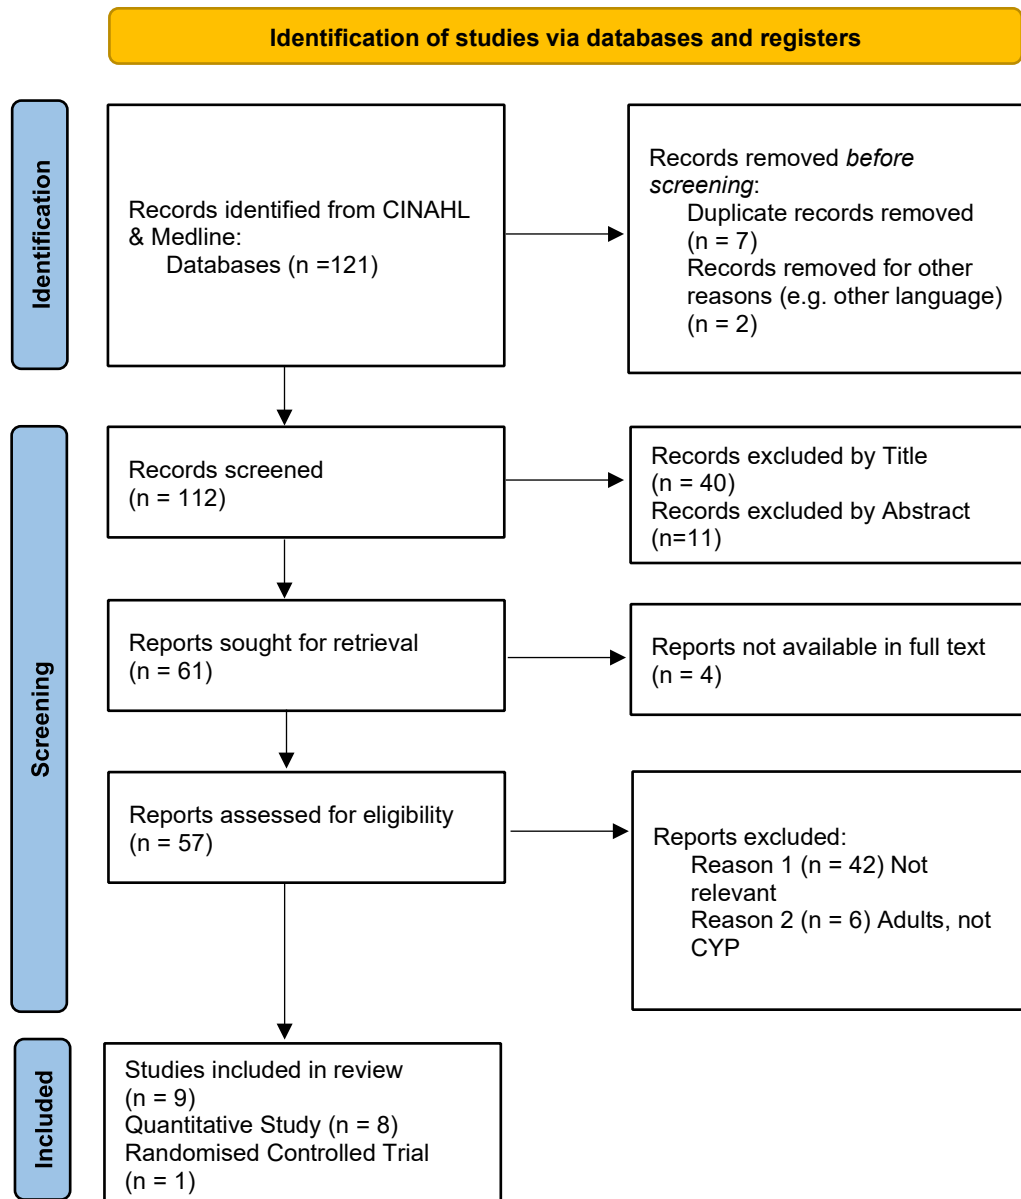 Identification of studies via databases and registers
Identification
Records identified from CINAHL
& Medline:
Databases (n =121)
Records removed before
screening:
Duplicate records removed
(n = 7)
Records removed for other
reasons (e.g. other language)
(n = 2)
Screening
Records screened
(n = 112)
Records excluded by Title
(n = 40)
Records excluded by Abstract
(n=11)
Reports sought for retrieval
(n = 61)
Reports not available in full text
(n = 4)
Reports assessed for eligibility
(n = 57)
Reports excluded:
Reason 1 (n = 42) Not
relevant
Reason 2 (n = 6) Adults, not
CYP
Included
Studies included in review
(n = 9)
Quantitative Study (n = 8)
Randomised Controlled Trial
(n = 1)